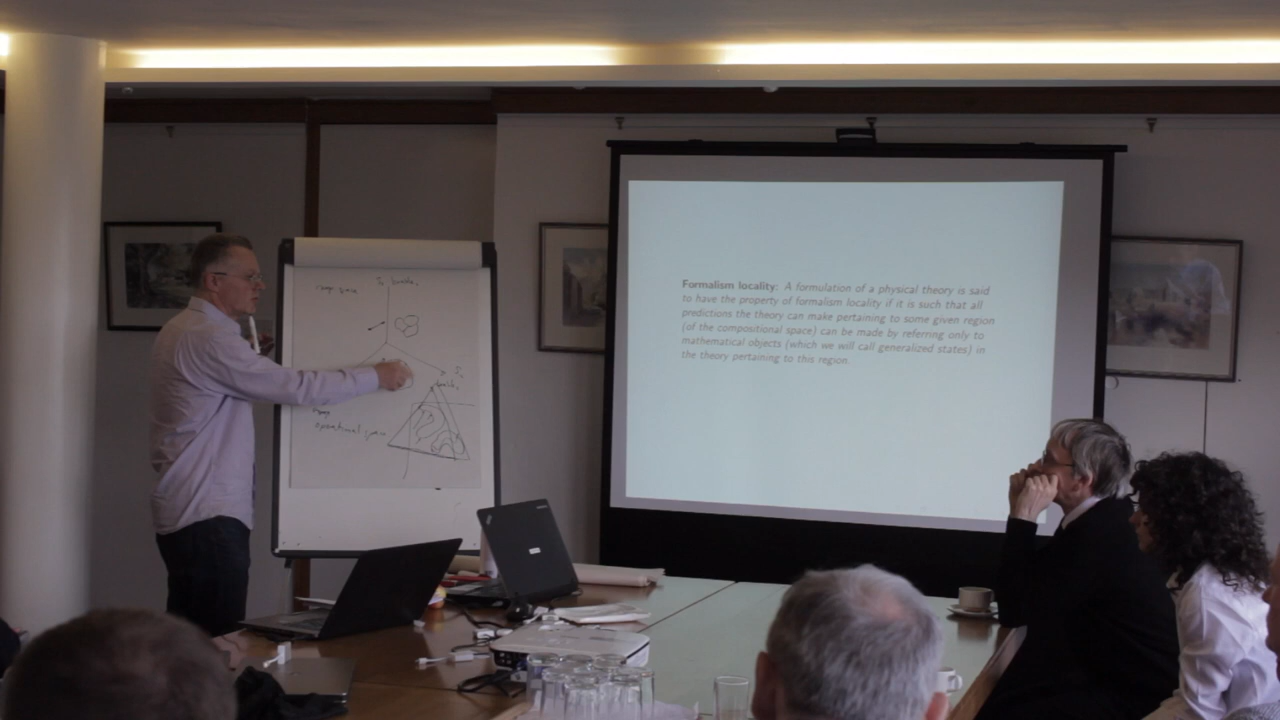 Formalism locality: A formulation of a physical theory is said
to have the property of formalism locality if it is such that all
predictions the theory can make pertaining to some given region
(of the compositional space) can be made by referring only to
mathematical objects (which we will call generalized states) in
the theory pertaining to this region.
operational space